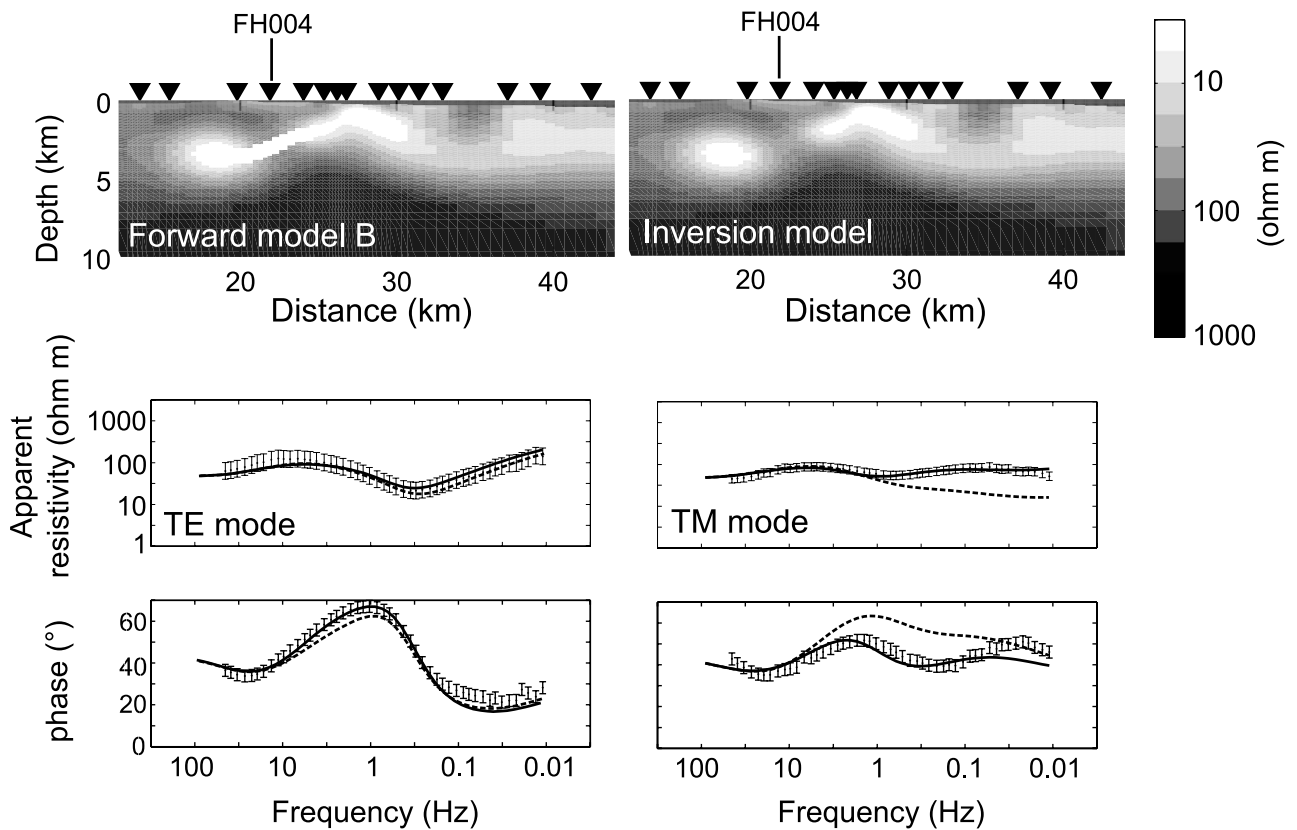 FH004
FH004
0
5
10
Depth (km)
Forward model B
Inversion model
20
30
40
20
30
40
Distance (km)
Distance (km)
10
100
1000
(ohm m)
Apparent
resistivity (ohm m)
1000
100
10
1
TE mode
TM mode
phase (°)
60
40
20
0
100
10
1
0.1
0.01
100
10
1
0.1
0.01
Frequency (Hz)
Frequency (Hz)